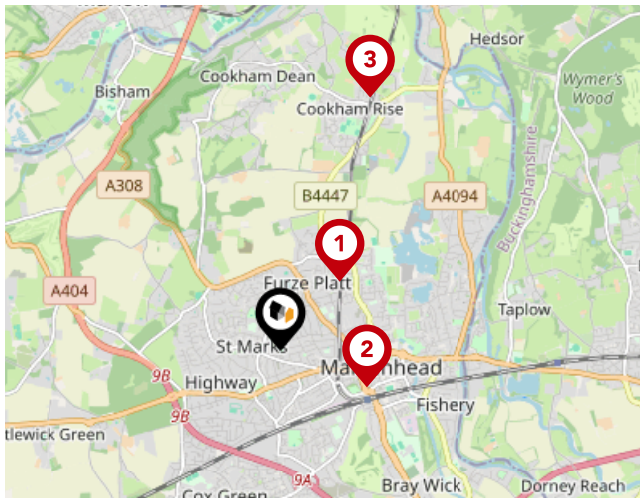 Hedsor
3
Cookham Dean
Bisham
Wymer's
Wood
Cookham Rise
A308
B4447
A4094
Buckinghamshire
1
Furze Platt
A404
Taplow
St Marks
2
9B
Highway
9B
Fishery
tlewick Green
9A
Bray Wick
Dorney Reach
Cox Green